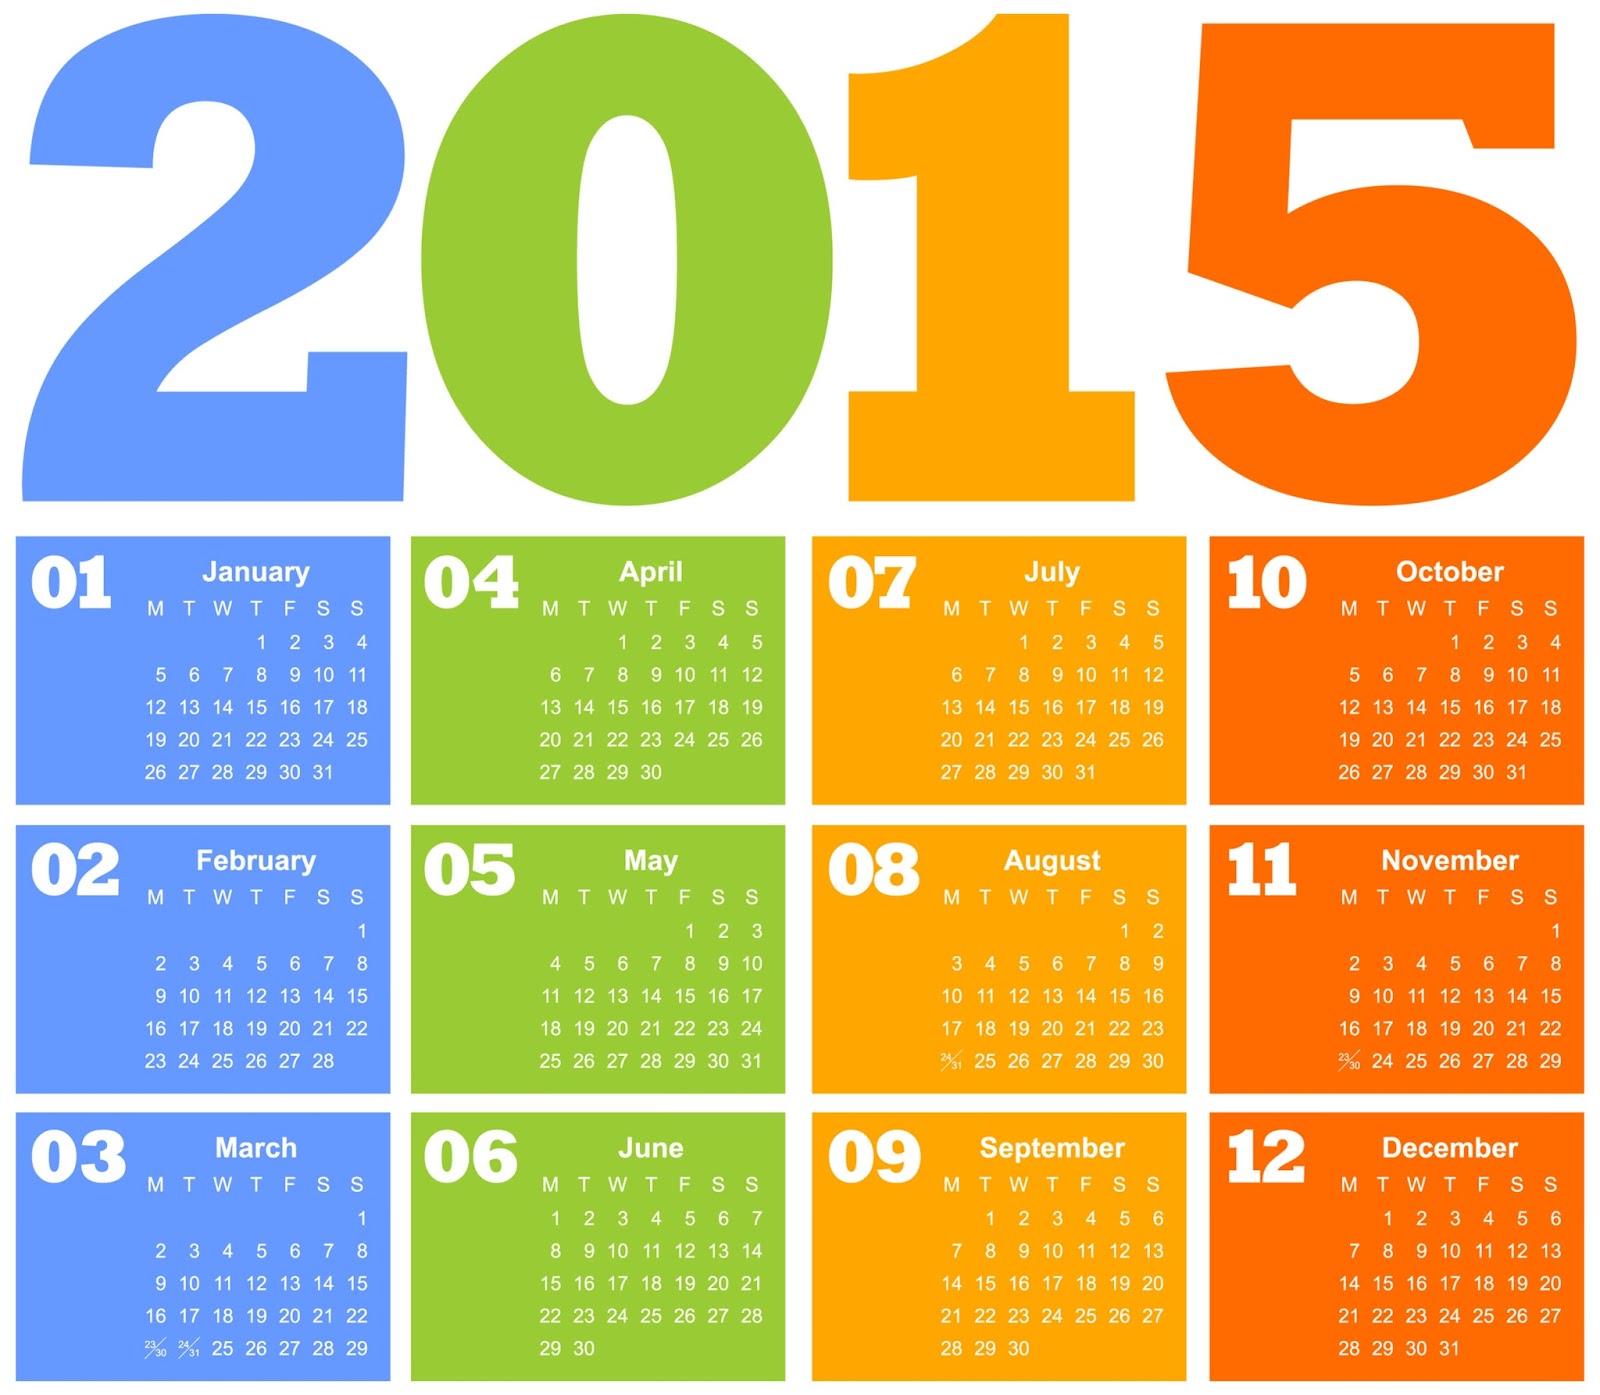 2015
01 January
M T W T F S S
1 2 3 4
5 6 7 8 9 10 11
12 13 14 15 16 17 18
19 20 21 22 23 24 25
26 27 28 29 30 31
04 April
M T W T F S S
1 2 3 4 5
6 7 8 9 10 11 12
13 14 15 16 17 18 19
20 21 22 23 24 25 26
27 28 29 30
07 July
M T W T F S S
1 2 3 4 5
6 7 8 9 10 11 12
13 14 15 16 17 18 19
20 21 22 23 24 25 26
27 28 29 30 31
10 October
M T W T F S S
1 2 3 4
5 6 7 8 9 10 11
12 13 14 15 16 17 18
19 20 21 22 23 24 25
26 27 28 29 30 31
02 February
M T W T F S S
1
2 3 4 5 6 7 8
9 10 11 12 13 14 15
16 17 18 19 20 21 22
23 24 25 26 27 28
05 May
M T W T F S S
1 2 3
4 5 6 7 8 9 10
11 12 13 14 15 16 17
18 19 20 21 22 23 24
25 26 27 28 29 30 31
08 August
M T W T F S S
1 2
3 4 5 6 7 8 9
10 11 12 13 14 15 16
17 18 19 20 21 22 23
24/31 25 26 27 28 29 30
11 November
M T W T F S S
1
2 3 4 5 6 7 8
9 10 11 12 13 14 15
16 17 18 19 20 21 22
23/30 24 25 26 27 28 29
03 March
M T W T F S S
1
2 3 4 5 6 7 8
9 10 11 12 13 14 15
16 17 18 19 20 21 22
23/30 24/31 25 26 27 28 29
06 June
M T W T F S S
1 2 3 4 5 6 7
8 9 10 11 12 13 14
15 16 17 18 19 20 21
22 23 24 25 26 27 28
29 30
09 September
M T W T F S S
1 2 3 4 5 6
7 8 9 10 11 12 13
14 15 16 17 18 19 20
21 22 23 24 25 26 27
28 29 30
12 December
M T W T F S S
1 2 3 4 5 6
7 8 9 10 11 12 13
14 15 16 17 18 19 20
21 22 23 24 25 26 27
28 29 30 31